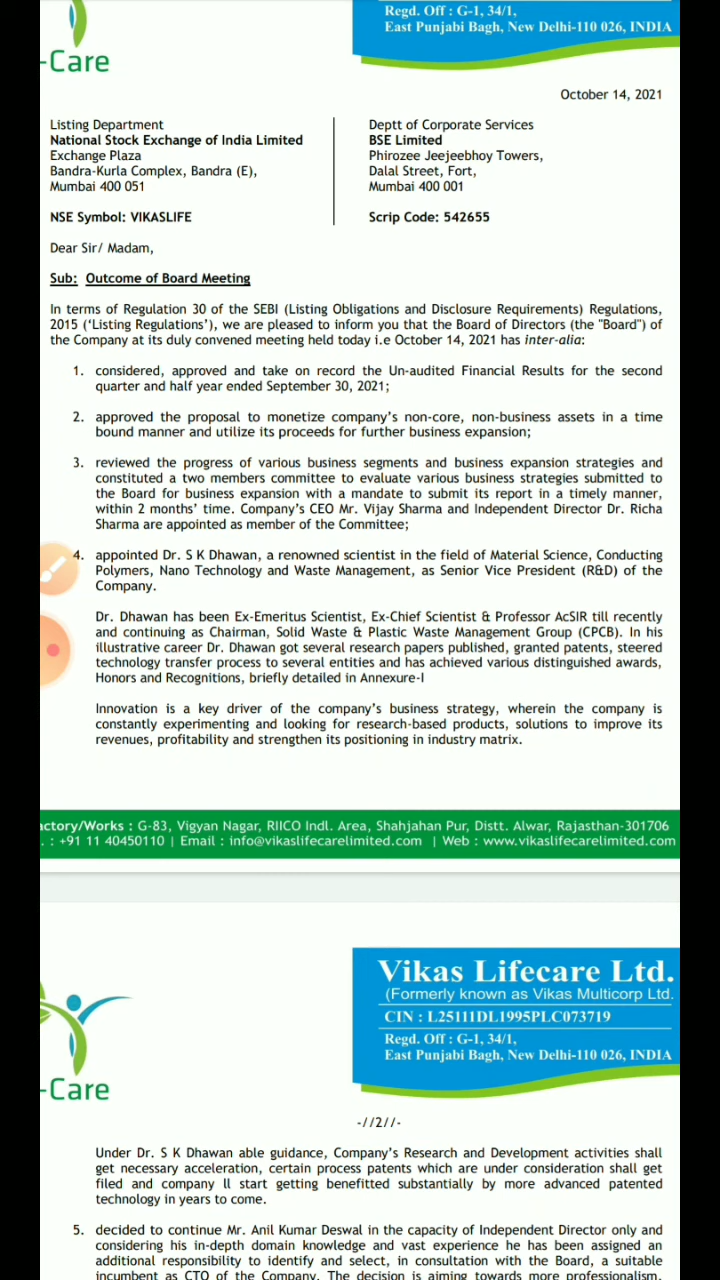 Regd. Off : G-1, 34/1,
East Punjabi Bagh, New Delhi-110 026, INDIA
-Care
October 14, 2021
Listing Department
National Stock Exchange of India Limited
Exchange Plaza
Bandra-Kurla Complex, Bandra (E),
Mumbai 400 051
NSE Symbol: VIKASLIFE
Deptt of Corporate Services
BSE Limited
Phirozee Jeejeebhoy Towers,
Dalal Street, Fort,
Mumbai 400 001
Scrip Code: 542655
Dear Sir/ Madam,
Sub: Outcome of Board Meeting
In terms of Regulation 30 of the SEBI (Listing Obligations and Disclosure Requirements) Regulations,
2015 (‘Listing Regulations’), we are pleased to inform you that the Board of Directors (the "Board") of
the Company at its duly convened meeting held today i.e October 14, 2021 has inter-alia:
1. considered, approved and take on record the Un-audited Financial Results for the second
quarter and half year ended September 30, 2021;
2. approved the proposal to monetize company’s non-core, non-business assets in a time
bound manner and utilize its proceeds for further business expansion;
3. reviewed the progress of various business segments and business expansion strategies and
constituted a two members committee to evaluate various business strategies submitted to
the Board for business expansion with a mandate to submit its report in a timely manner,
within 2 months’ time. Company’s CEO Mr. Vijay Sharma and Independent Director Dr. Richa
Sharma are appointed as member of the Committee;
4. appointed Dr. S K Dhawan, a renowned scientist in the field of Material Science, Conducting
Polymers, Nano Technology and Waste Management, as Senior Vice President (R&D) of the
Company.
Dr. Dhawan has been Ex-Emeritus Scientist, Ex-Chief Scientist & Professor AcSIR till recently
and continuing as Chairman, Solid Waste & Plastic Waste Management Group (CPCB). In his
illustrative career Dr. Dhawan got several research papers published, granted patents, steered
technology transfer process to several entities and has achieved various distinguished awards,
Honors and Recognitions, briefly detailed in Annexure-I
Innovation is a key driver of the company’s business strategy, wherein the company is
constantly experimenting and looking for research-based products, solutions to improve its
revenues, profitability and strengthen its positioning in industry matrix.
actory/Works : G-83, Vigyan Nagar, RIICO Indl. Area, Shahjahan Pur, Distt. Alwar, Rajasthan-301706
. : +91 11 40450110 | Email : info@vikaslifecarelimited.com | Web : www.vikaslifecarelimited.com
Vikas Lifecare Ltd.
(Formerly known as Vikas Multicorp Ltd.
CIN : L25111DL1995PLC073719
Regd. Off : G-1, 34/1,
East Punjabi Bagh, New Delhi-110 026, INDIA
-Care
-//2//-
Under Dr. S K Dhawan able guidance, Company’s Research and Development activities shall
get necessary acceleration, certain process patents which are under consideration shall get
filed and company ll start getting benefitted substantially by more advanced patented
technology in years to come.
5. decided to continue Mr. Anil Kumar Deswal in the capacity of Independent Director only and
considering his in-depth domain knowledge and vast experience he has been assigned an
additional responsibility to identify and select, in consultation with the Board, a suitable
incumbent as CTO of the Company. The decision is aiming towards more professionalism